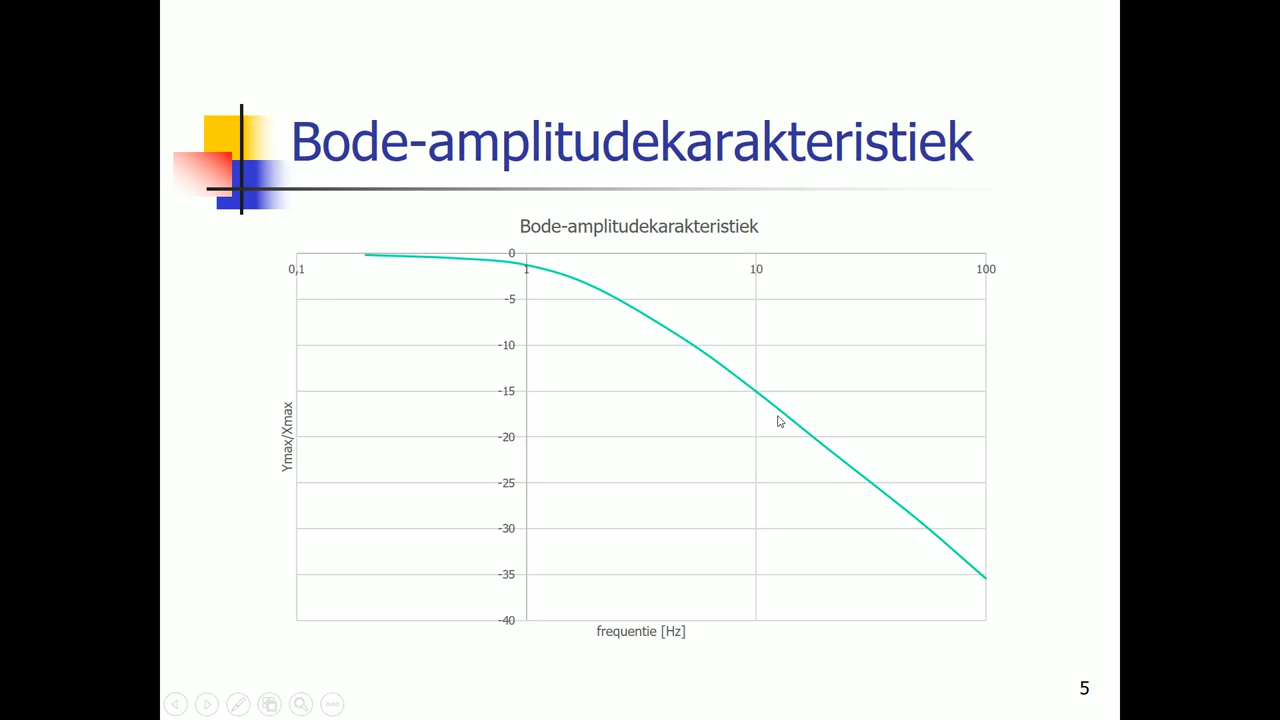 Bode-amplitudekarakteristiek
Bode-amplitudekarakteristiek
0
0,1 1 10 100
-5
-10
-15
-20
-25
-30
-35
-40
Ymax/Xmax
frequentie [Hz]
5